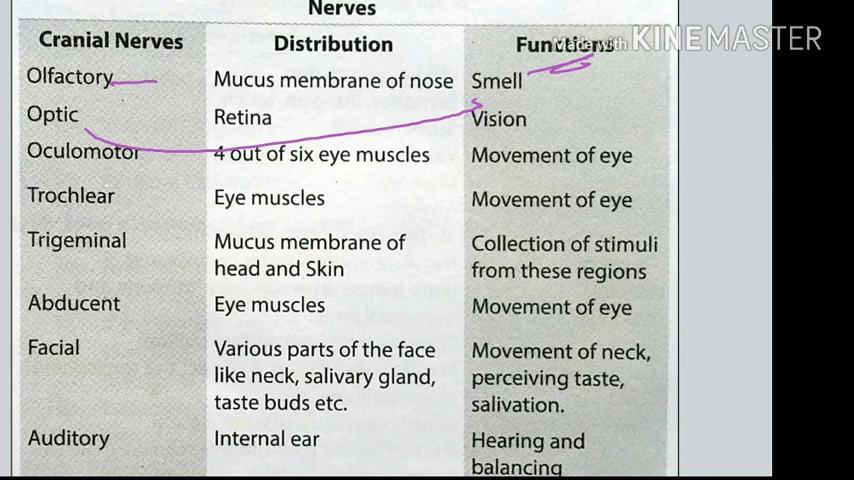 Nerves
Cranial Nerves Distribution Functions
Made with KINEMASTER
Olfactory Mucus membrane of nose Smell
Optic Retina Vision
Oculomotor 4 out of six eye muscles Movement of eye
Trochlear Eye muscles Movement of eye
Trigeminal Mucus membrane of Collection of stimuli
head and Skin from these regions
Abducent Eye muscles Movement of eye
Facial Various parts of the face Movement of neck,
like neck, salivary gland, perceiving taste,
taste buds etc. salivation.
Auditory Internal ear Hearing and
balancing